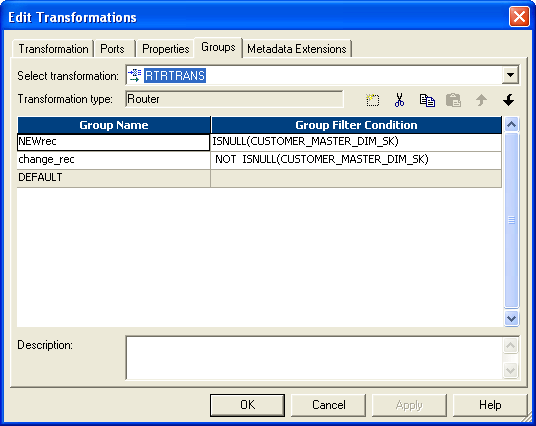 Edit Transformations
Transformation Ports Properties Groups Metadata Extensions
Select transformation: RTRTRANS
Transformation type: Router
Group Name Group Filter Condition
NEWrec ISNULL(CUSTOMER_MASTER_DIM_SK)
change_rec NOT ISNULL(CUSTOMER_MASTER_DIM_SK)
DEFAULT
Description:
OK Cancel Apply Help